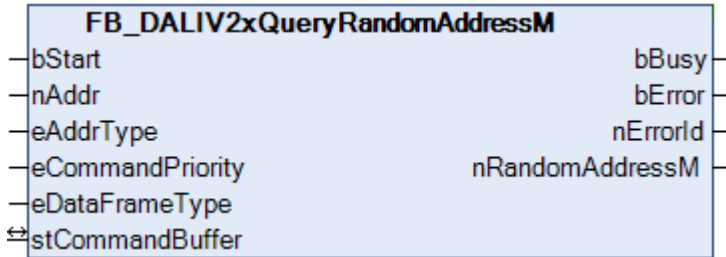 FB_DALIV2xQueryRandomAddressM
bStart bBusy
nAddr bError
eAddrType nErrorId
eCommandPriority nRandomAddressM
eDataFrameType
stCommandBuffer